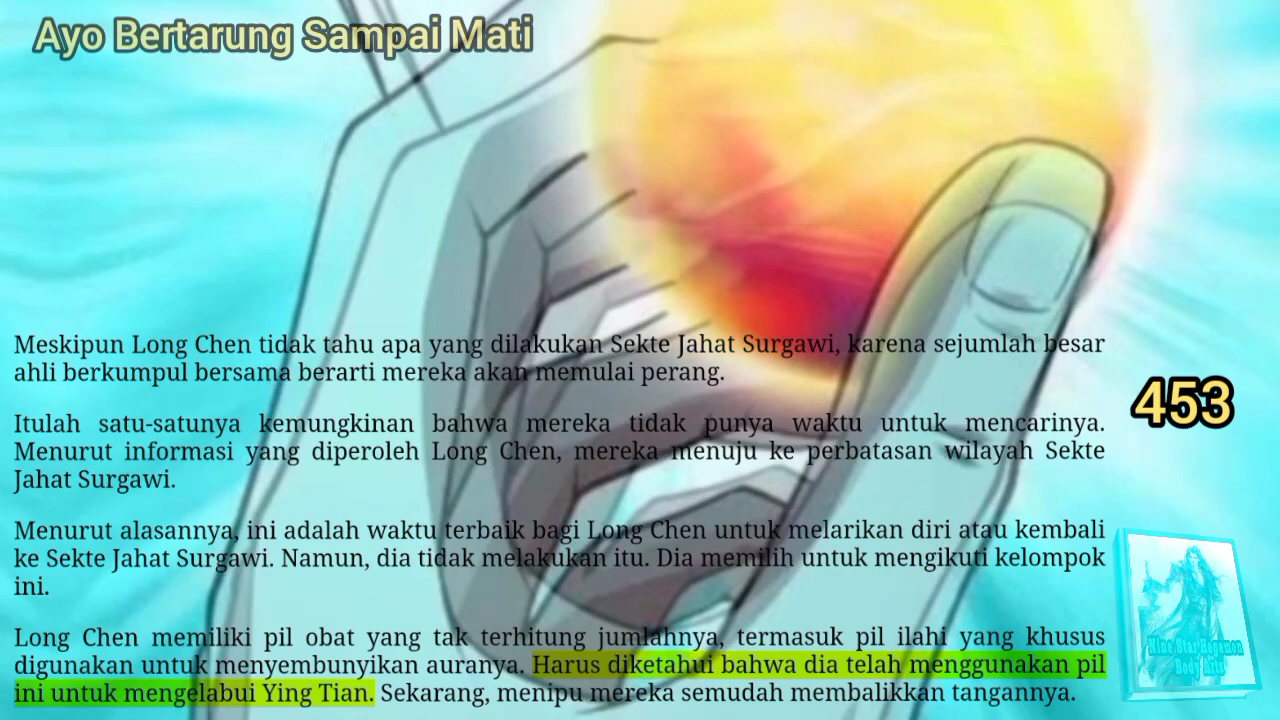 Ayo Bertarung Sampai Mati
Meskipun Long Chen tidak tahu apa yang dilakukan Sekte Jahat Surgawi, karena sejumlah besar
ahli berkumpul bersama berarti mereka akan memulai perang.
453
Itulah satu-satunya kemungkinan bahwa mereka tidak punya waktu untuk mencarinya.
Menurut informasi yang diperoleh Long Chen, mereka menuju ke perbatasan wilayah Sekte
Jahat Surgawi.
Menurut alasannya, ini adalah waktu terbaik bagi Long Chen untuk melarikan diri atau kembali
ke Sekte Jahat Surgawi. Namun, dia tidak melakukan itu. Dia memilih untuk mengikuti kelompok
ini.
Long Chen memiliki pil obat yang tak terhitung jumlahnya, termasuk pil ilahi yang khusus
digunakan untuk menyembunyikan auranya. Harus diketahui bahwa dia telah menggunakan pil
ini untuk mengelabui Ying Tian. Sekarang, menipu mereka semudah membalikkan tangannya.
Nine Star Hegemon
Body Arts